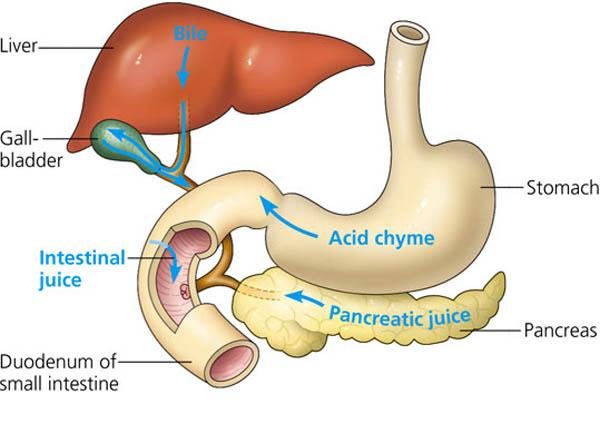 Liver
Bile
Gall-
bladder
Stomach
Acid chyme
Intestinal
juice
Pancreatic juice
Pancreas
Duodenum of
small intestine